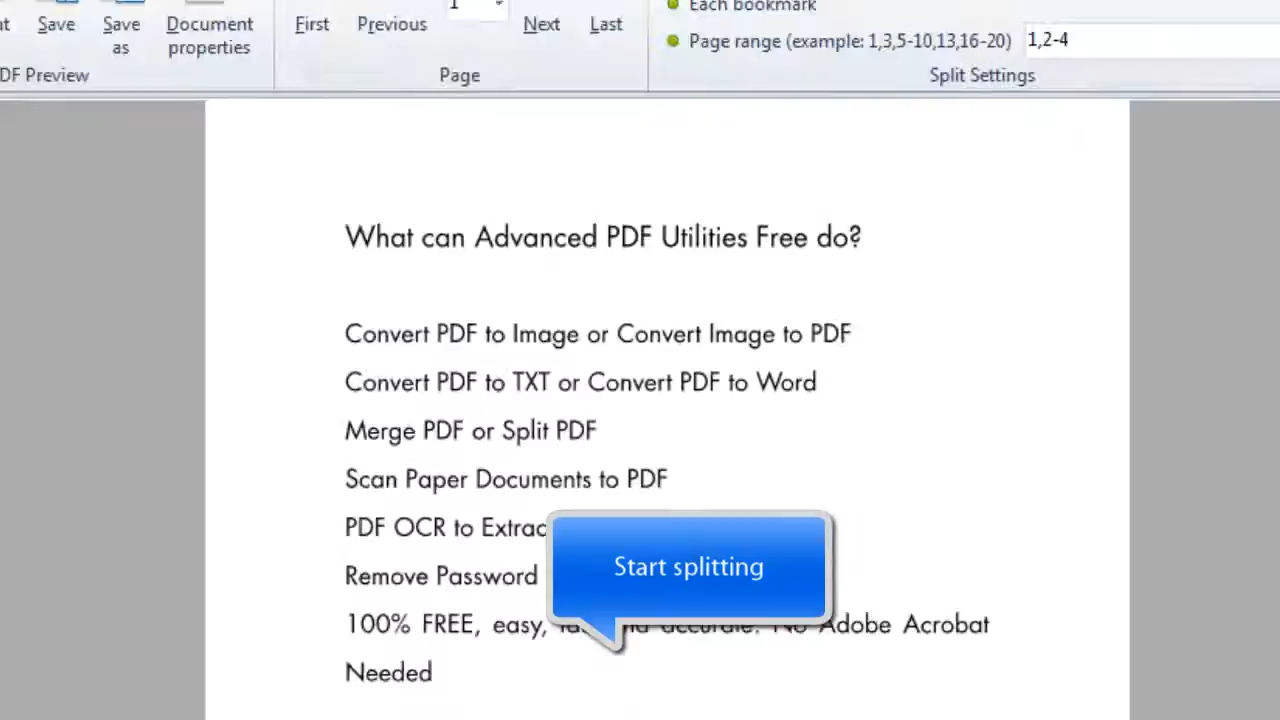 Each bookmark
1
Save
Save as
Document properties
First
Previous
Next
Last
Page range (example: 1,3,5-10,13,16-20)
1,2-4
DF Preview
Page
Split Settings
What can Advanced PDF Utilities Free do?
Convert PDF to Image or Convert Image to PDF
Convert PDF to TXT or Convert PDF to Word
Merge PDF or Split PDF
Scan Paper Documents to PDF
PDF OCR to Extrac
Start splitting
Remove Password
100% FREE, easy, accurate. No Adobe Acrobat
Needed